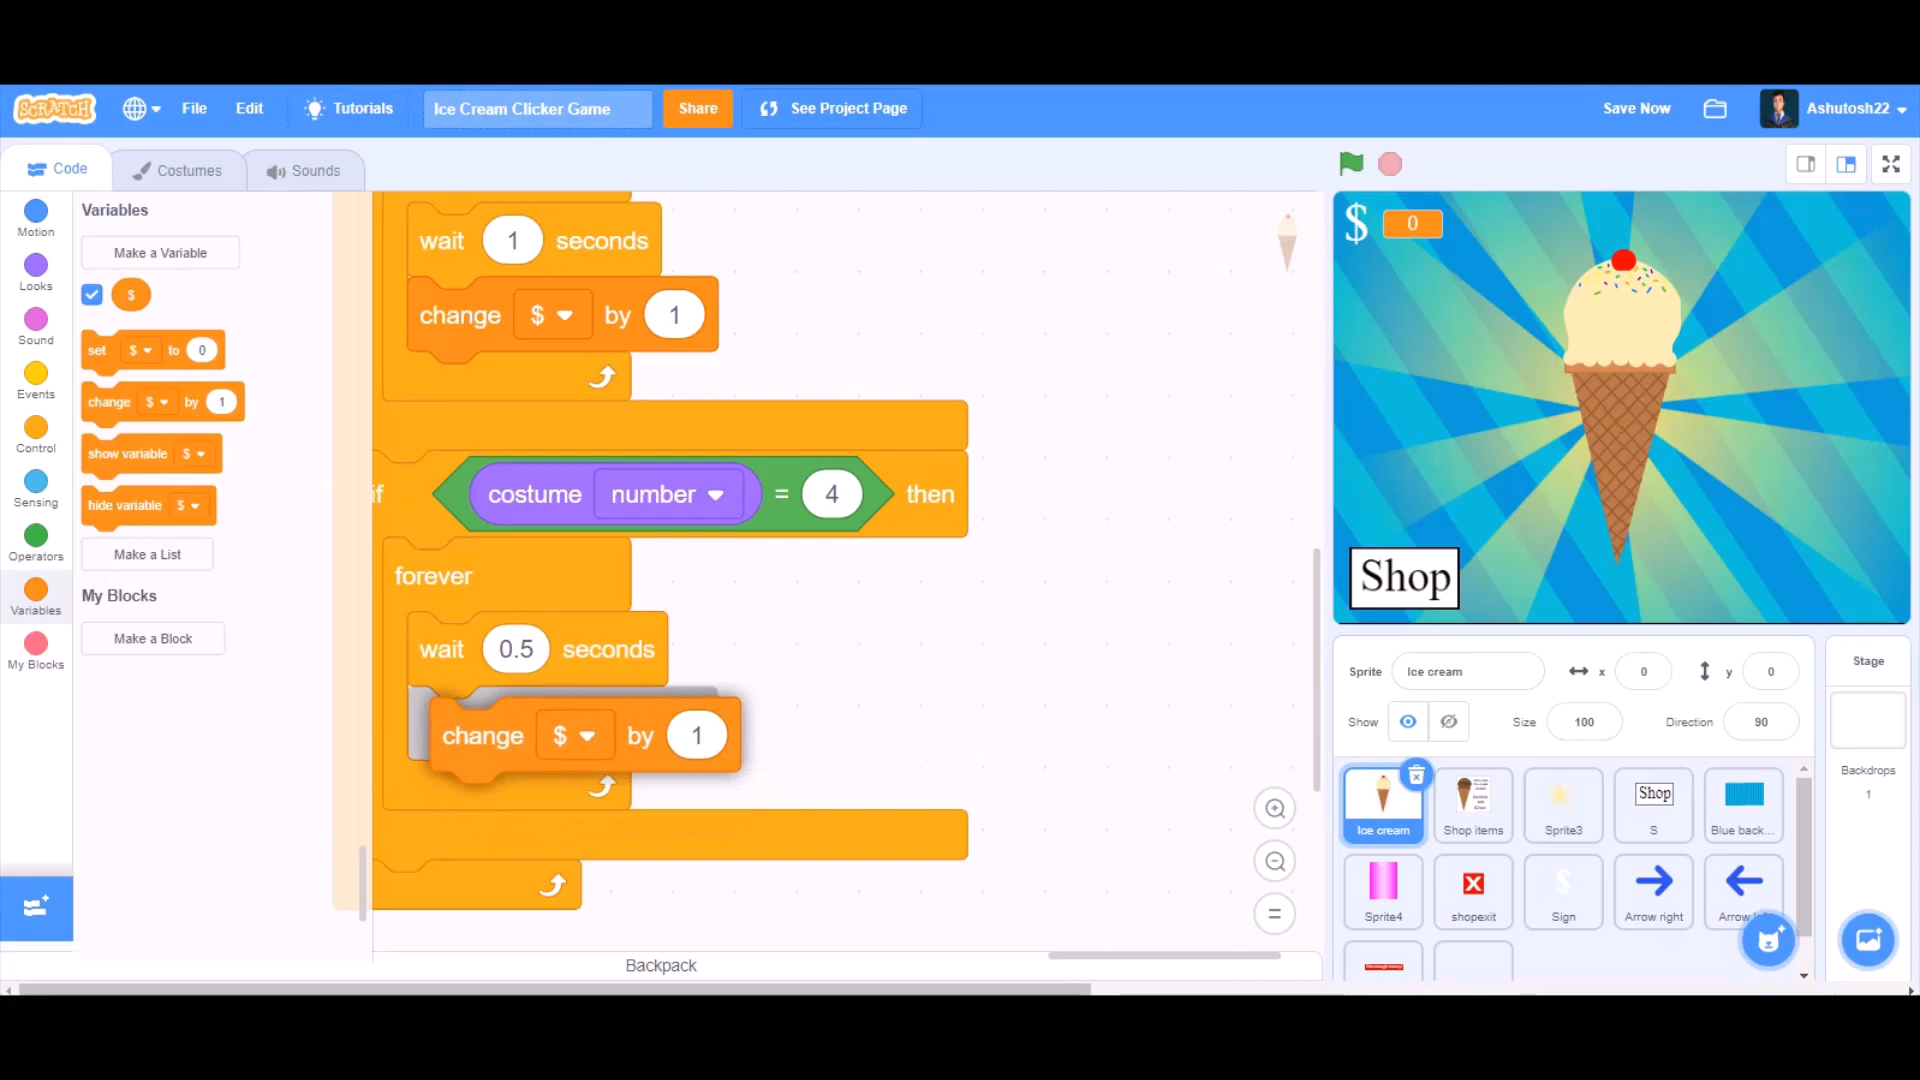 SCRATCH File Edit Tutorials Ice Cream Clicker Game Share See Project Page Save Now Ashutosh22
Code Costumes Sounds
Motion
Looks
Sound
Events
Control
Sensing
Operators
Variables
My Blocks
Variables
Make a Variable
$
set $ to 0
change $ by 1
show variable $
hide variable $
Make a List
My Blocks
Make a Block
wait 1 seconds
change $ by 1
if costume number = 4 then
forever
wait 0.5 seconds
change $ by 1
Backpack
$ 0
Shop
Sprite Ice cream x 0 y 0
Show Size 100 Direction 90
Ice cream
Shop items
Sprite3
Shop
S
Blue back...
Sprite4
shopexit
$
Sign
Arrow right
Stage
Backdrops
1